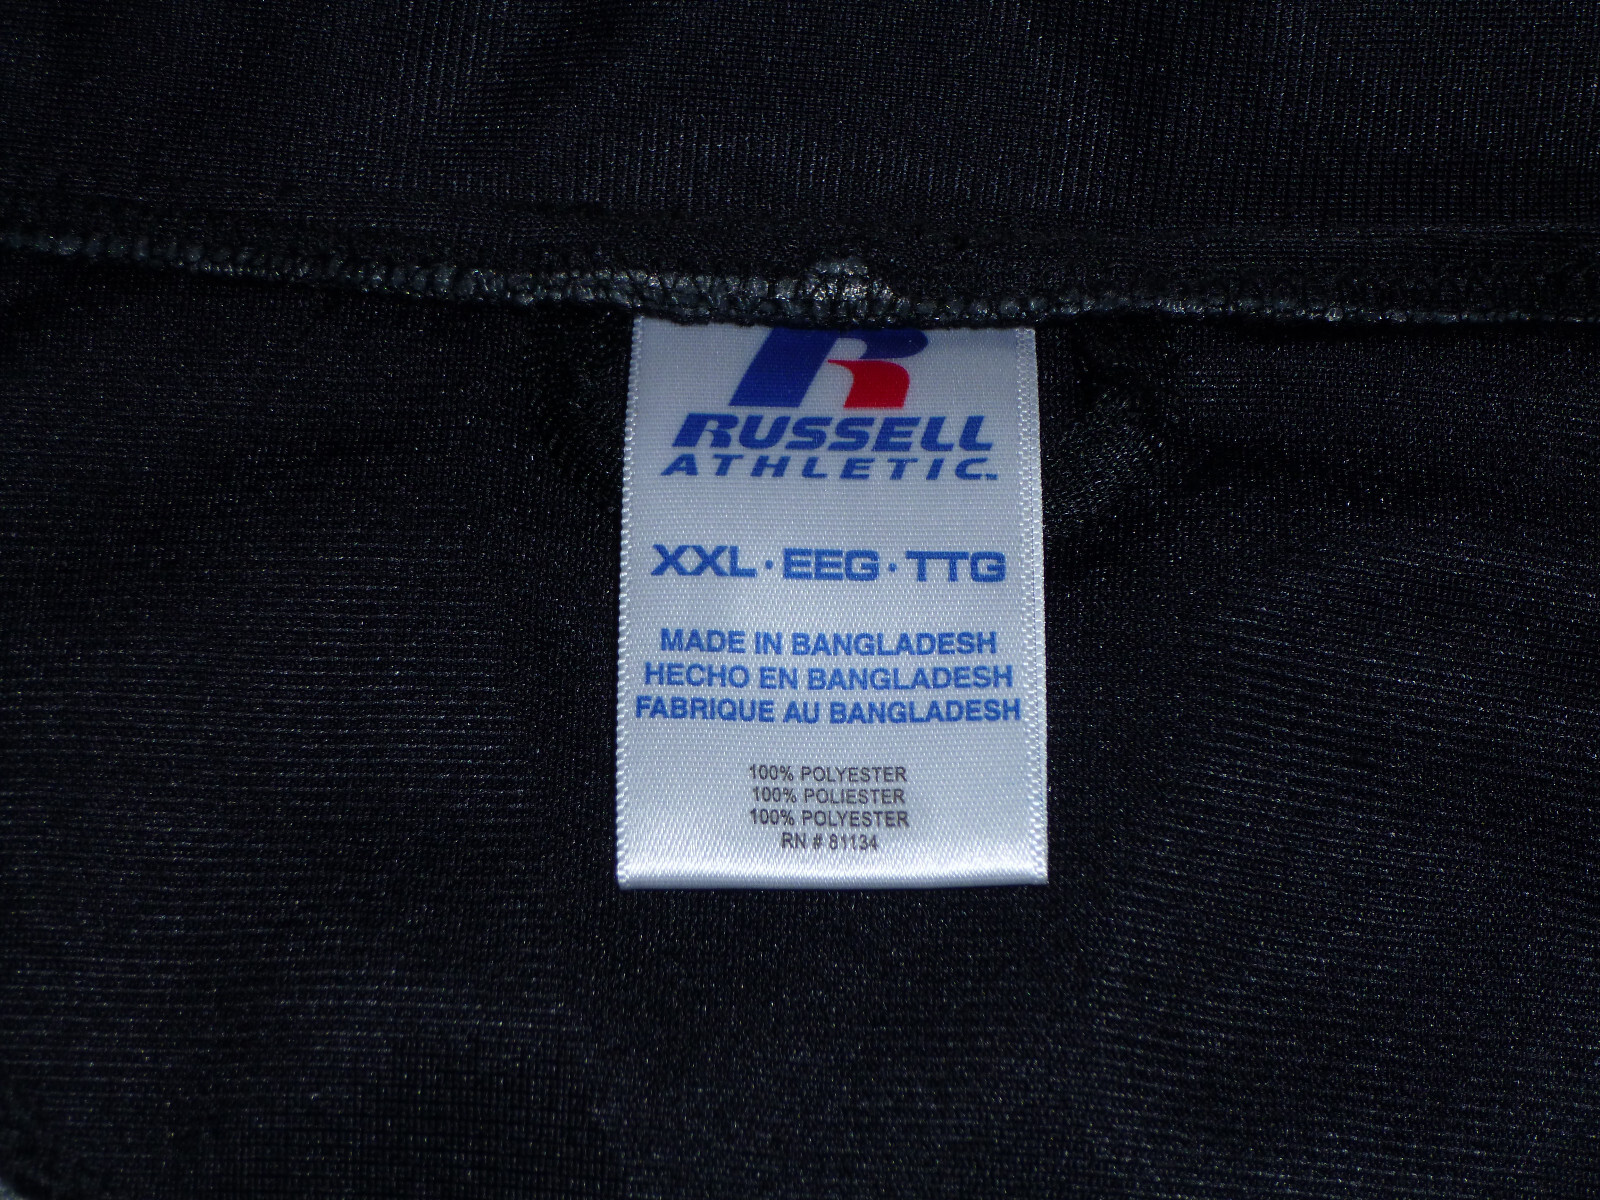 R
RUSSELL
ATHLETIC™
XXL · EEG · TTG
MADE IN BANGLADESH
HECHO EN BANGLADESH
FABRIQUE AU BANGLADESH
100% POLYESTER
100% POLIESTER
100% POLYESTER
RN # 81134